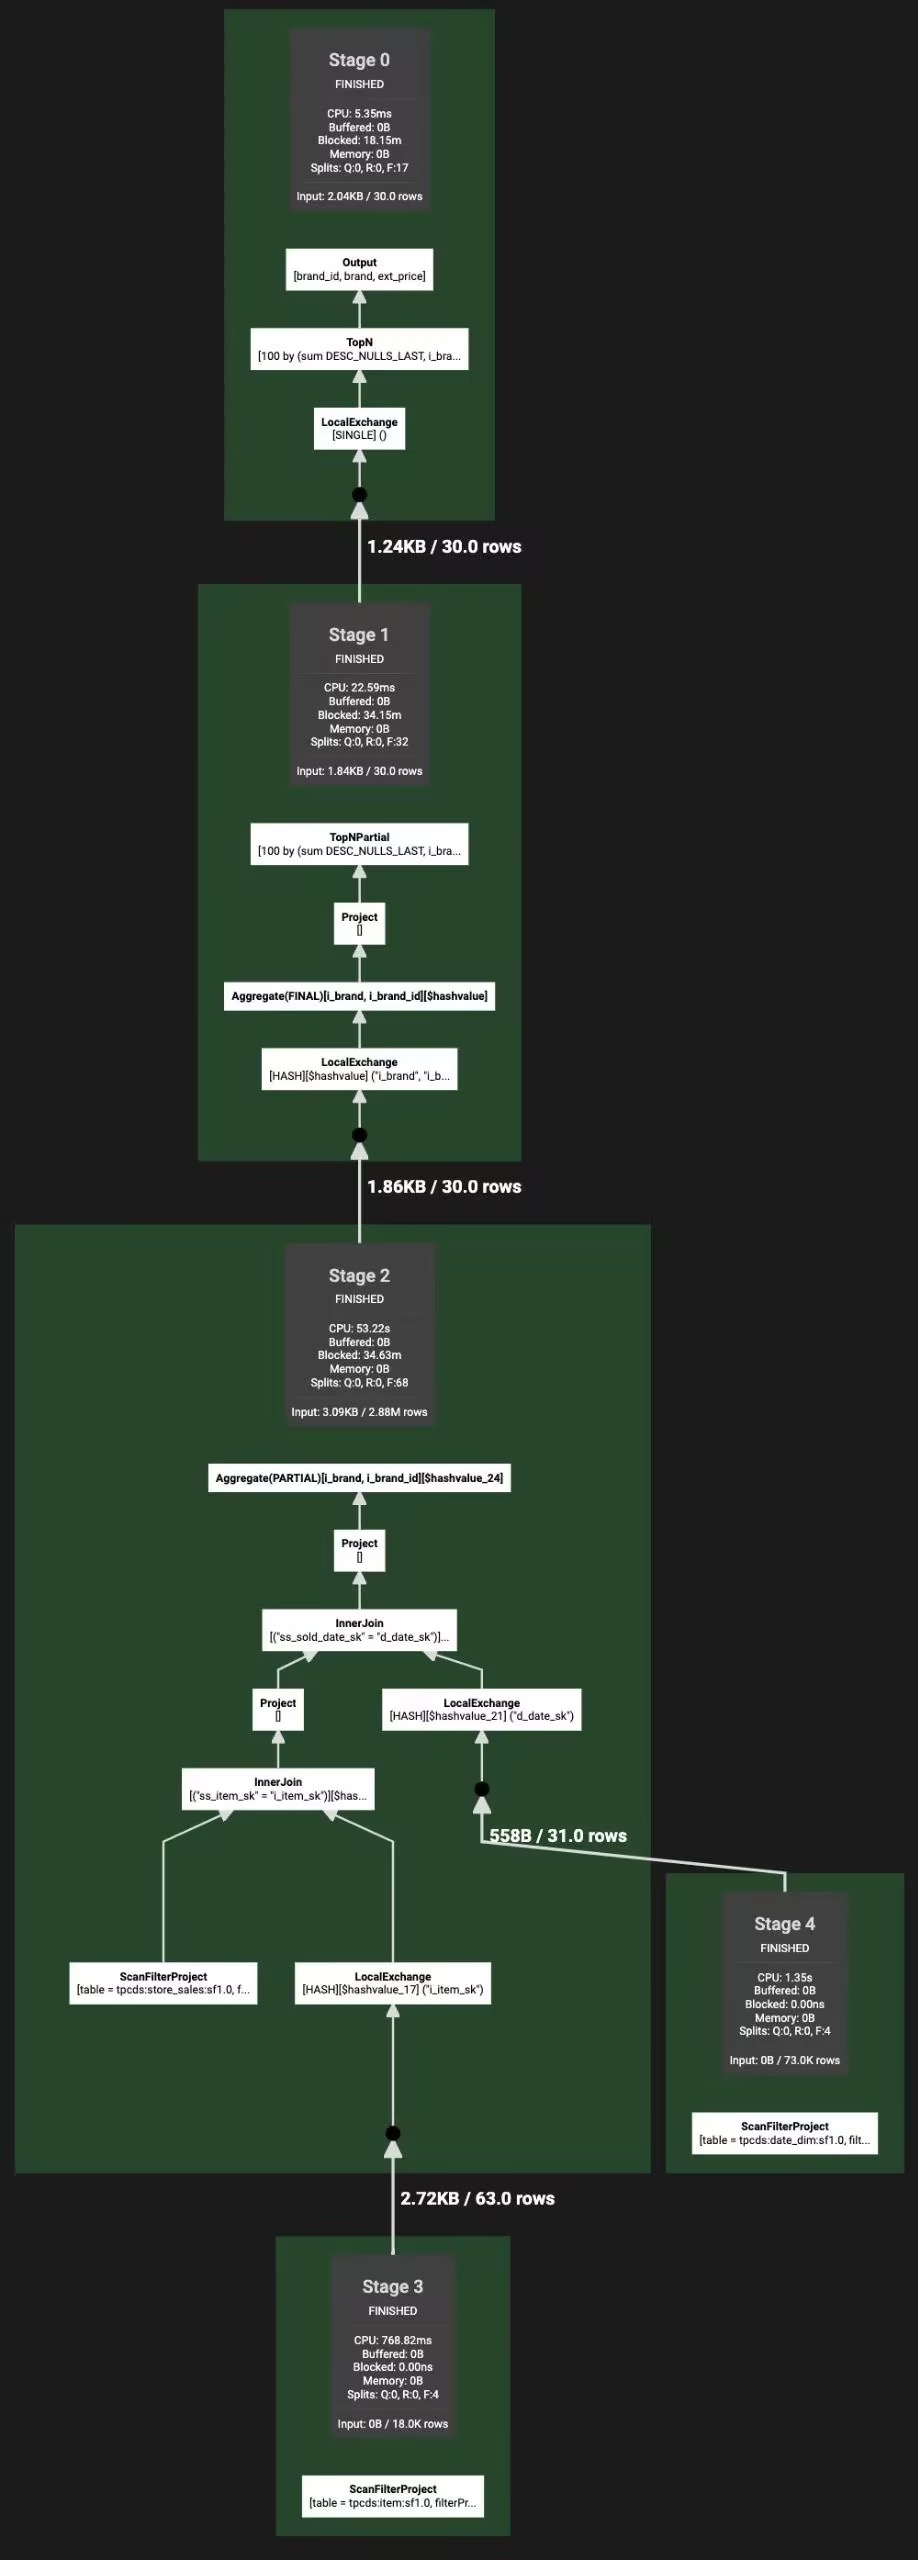 Stage 0
FINISHED
CPU: 5.35ms
Buffered: 0B
Blocked: 18.15m
Memory: 0B
Splits: Q:0, R:0, F:17
Input: 2.04KB / 30.0 rows
Output
[brand_id, brand, ext_price]
TopN
[100 by (sum DESC_NULLS_LAST, i_bra...
LocalExchange
[SINGLE] ()
1.24KB / 30.0 rows
Stage 1
FINISHED
CPU: 22.59ms
Buffered: 0B
Blocked: 34.15m
Memory: 0B
Splits: Q:0, R:0, F:32
Input: 1.84KB / 30.0 rows
TopNPartial
[100 by (sum DESC_NULLS_LAST, i_bra...
Project
[]
Aggregate(FINAL)[i_brand, i_brand_id][$hashvalue]
LocalExchange
[HASH][$hashvalue] ("i_brand", "i_b...
1.86KB / 30.0 rows
Stage 2
FINISHED
CPU: 53.22s
Buffered: 0B
Blocked: 34.63m
Memory: 0B
Splits: Q:0, R:0, F:68
Input: 3.09KB / 2.88M rows
Aggregate(PARTIAL)[i_brand, i_brand_id][$hashvalue_24]
Project
[]
InnerJoin
[("ss_sold_date_sk" = "d_date_sk")]...
Project
[]
LocalExchange
[HASH][$hashvalue_21] ("d_date_sk")
InnerJoin
[("ss_item_sk" = "i_item_sk")][$has...
558B / 31.0 rows
ScanFilterProject
[table = tpcds:store_sales:sf1.0, f...
LocalExchange
[HASH][$hashvalue_17] ("i_item_sk")
Stage 4
FINISHED
CPU: 1.35s
Buffered: 0B
Blocked: 0.00ns
Memory: 0B
Splits: Q:0, R:0, F:4
Input: 0B / 73.0K rows
ScanFilterProject
[table = tpcds:date_dim:sf1.0, filt...
2.72KB / 63.0 rows
Stage 3
FINISHED
CPU: 768.82ms
Buffered: 0B
Blocked: 0.00ns
Memory: 0B
Splits: Q:0, R:0, F:4
Input: 0B / 18.0K rows
ScanFilterProject
[table = tpcds:item:sf1.0, filterPr...